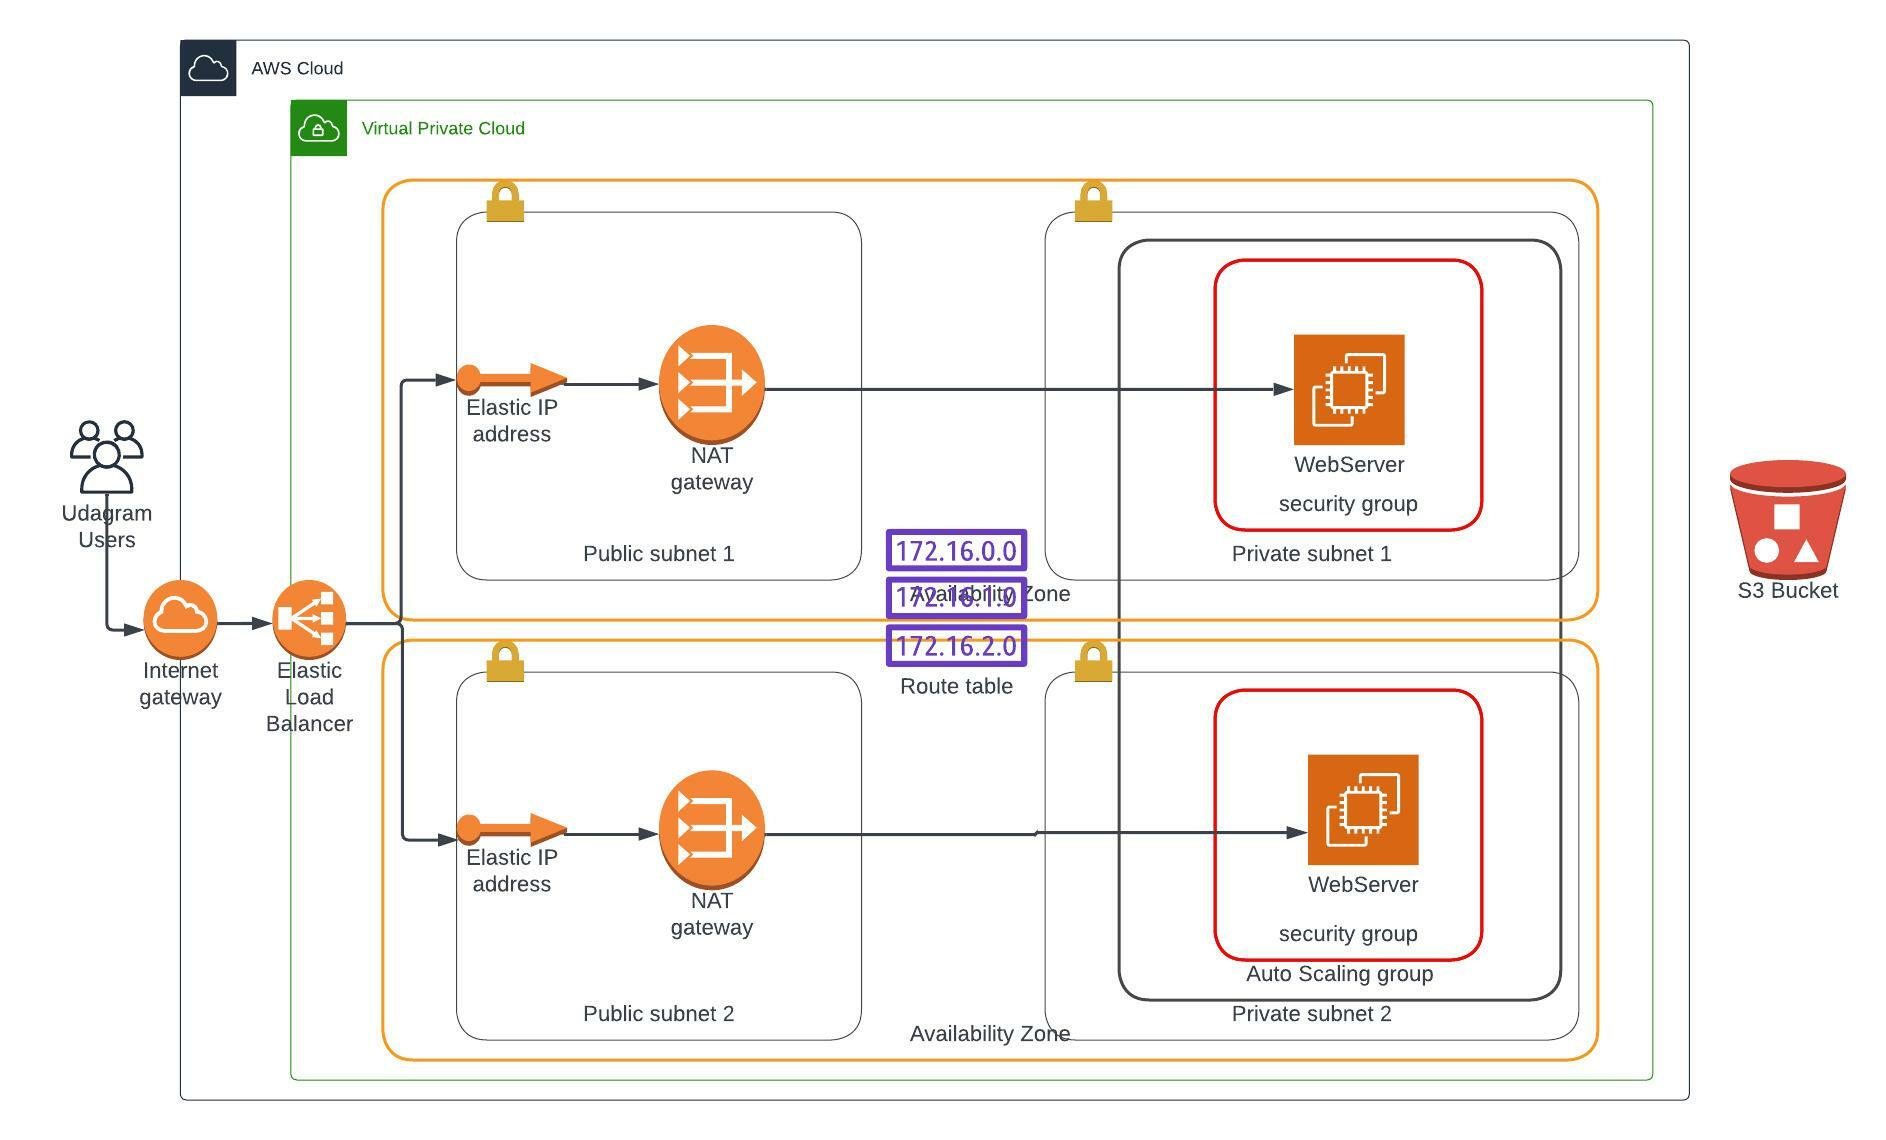 AWS Cloud
Virtual Private Cloud
Elastic IP
address
NAT
gateway
WebServer
security group
Public subnet 1
Private subnet 1
172.16.0.0
172.16.1.0
Availability Zone
172.16.2.0
Route table
Udagram
Users
Internet
gateway
Elastic
Load
Balancer
S3 Bucket
Elastic IP
address
NAT
gateway
WebServer
security group
Auto Scaling group
Public subnet 2
Private subnet 2
Availability Zone